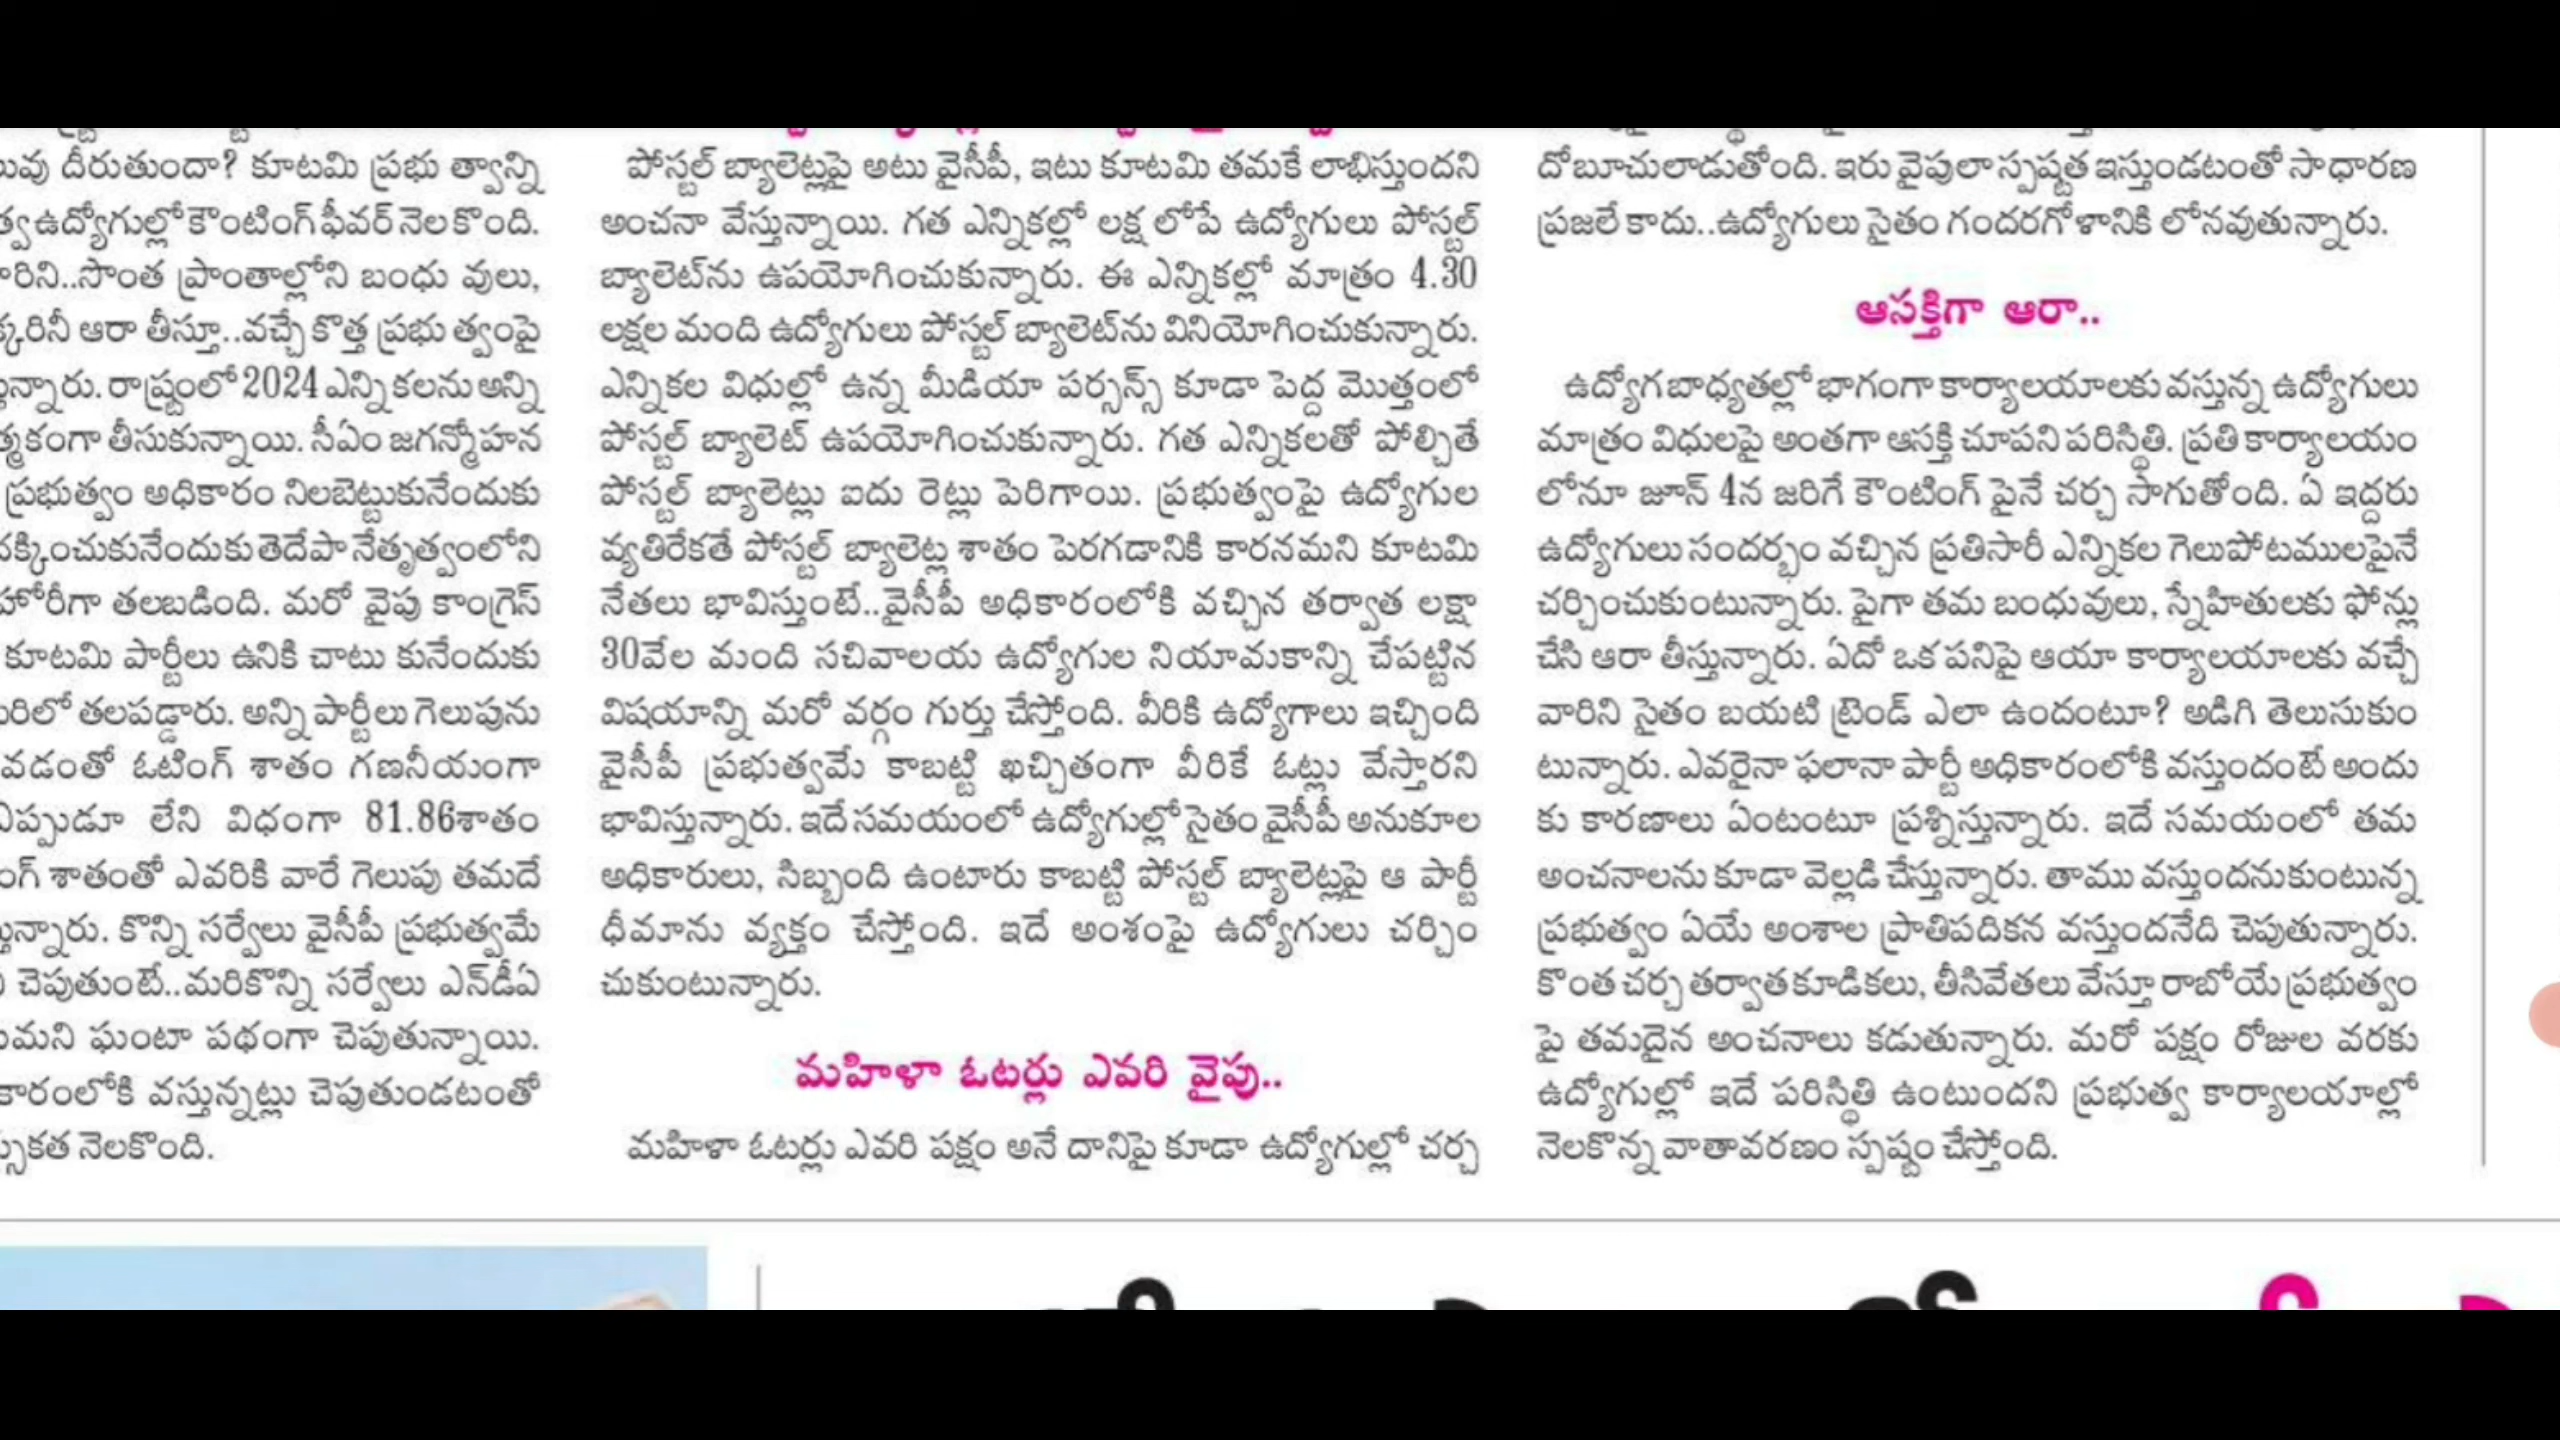 దీరుతుందా? కూటమి ప్రభు త్వాన్ని
ఉద్యోగుల్లో కౌంటింగ్ ఫీవర్ నెల కొంది.
సొంత ప్రాంతాల్లోని బంధు వులు,
ఆరా తీస్తూ..వచ్చే కొత్త ప్రభు త్వంపై
రాష్ట్రంలో 2024 ఎన్ని కలను అన్ని
తీసుకున్నాయి. సీఎం జగన్మోహన
ప్రభుత్వం అధికారం నిలబెట్టుకునేందుకు
తెదేపా నేతృత్వంలోని
తలబడింది. మరో వైపు కాంగ్రెస్
కూటమి పార్టీలు ఉనికి చాటు కునేందుకు
తలపడ్డారు. అన్ని పార్టీలు గెలుపును
ఓటింగ్ శాతం గణనీయంగా
లేని విధంగా 81.86శాతం
శాతంతో ఎవరికి వారే గెలుపు తమదే
కొన్ని సర్వేలు వైసీపీ ప్రభుత్వమే
చెపుతుంటే..మరికొన్ని సర్వేలు ఎన్‌డీఏ
ఘంటా పథంగా చెపుతున్నాయి.
వస్తున్నట్లు చెపుతుండటంతో
నెలకొంది.
పోస్టల్ బ్యాలెట్లపై అటు వైసీపీ, ఇటు కూటమి తమకే లాభిస్తుందని
అంచనా వేస్తున్నాయి. గత ఎన్నికల్లో లక్ష లోపే ఉద్యోగులు పోస్టల్
బ్యాలెట్‌ను ఉపయోగించుకున్నారు. ఈ ఎన్నికల్లో మాత్రం 4.30
లక్షల మంది ఉద్యోగులు పోస్టల్ బ్యాలెట్‌ను వినియోగించుకున్నారు.
ఎన్నికల విధుల్లో ఉన్న మీడియా పర్సన్స్ కూడా పెద్ద మొత్తంలో
పోస్టల్ బ్యాలెట్ ఉపయోగించుకున్నారు. గత ఎన్నికలతో పోల్చితే
పోస్టల్ బ్యాలెట్లు ఐదు రెట్లు పెరిగాయి. ప్రభుత్వంపై ఉద్యోగుల
వ్యతిరేకతే పోస్టల్ బ్యాలెట్ల శాతం పెరగడానికి కారనమని కూటమి
నేతలు భావిస్తుంటే..వైసీపీ అధికారంలోకి వచ్చిన తర్వాత లక్షా
30వేల మంది సచివాలయ ఉద్యోగుల నియామకాన్ని చేపట్టిన
విషయాన్ని మరో వర్గం గుర్తు చేస్తోంది. వీరికి ఉద్యోగాలు ఇచ్చింది
వైసీపీ ప్రభుత్వమే కాబట్టి ఖచ్చితంగా వీరికే ఓట్లు వేస్తారని
భావిస్తున్నారు. ఇదే సమయంలో ఉద్యోగుల్లో సైతం వైసీపీ అనుకూల
అధికారులు, సిబ్బంది ఉంటారు కాబట్టి పోస్టల్ బ్యాలెట్లపై ఆ పార్టీ
ధీమాను వ్యక్తం చేస్తోంది. ఇదే అంశంపై ఉద్యోగులు చర్చిం
చుకుంటున్నారు.
మహిళా ఓటర్లు ఎవరి వైపు..
మహిళా ఓటర్లు ఎవరి పక్షం అనే దానిపై కూడా ఉద్యోగుల్లో చర్చ
దోబూచులాడుతోంది. ఇరు వైపులా స్పష్టత ఇస్తుండటంతో సాధారణ
ప్రజలే కాదు..ఉద్యోగులు సైతం గందరగోళానికి లోనవుతున్నారు.
ఆసక్తిగా ఆరా..
ఉద్యోగ బాధ్యతల్లో భాగంగా కార్యాలయాలకు వస్తున్న ఉద్యోగులు
మాత్రం విధులపై అంతగా ఆసక్తి చూపని పరిస్థితి. ప్రతి కార్యాలయం
లోనూ జూన్ 4న జరిగే కౌంటింగ్ పైనే చర్చ సాగుతోంది. ఏ ఇద్దరు
ఉద్యోగులు సందర్భం వచ్చిన ప్రతిసారీ ఎన్నికల గెలుపోటములపైనే
చర్చించుకుంటున్నారు. పైగా తమ బంధువులు, స్నేహితులకు ఫోన్లు
చేసి ఆరా తీస్తున్నారు. ఏదో ఒక పనిపై ఆయా కార్యాలయాలకు వచ్చే
వారిని సైతం బయటి ట్రెండ్ ఎలా ఉందంటూ? అడిగి తెలుసుకుం
టున్నారు. ఎవరైనా ఫలానా పార్టీ అధికారంలోకి వస్తుందంటే అందు
కు కారణాలు ఏంటంటూ ప్రశ్నిస్తున్నారు. ఇదే సమయంలో తమ
అంచనాలను కూడా వెల్లడి చేస్తున్నారు. తాము వస్తుందనుకుంటున్న
ప్రభుత్వం ఏయే అంశాల ప్రాతిపదికన వస్తుందనేది చెపుతున్నారు.
కొంత చర్చ తర్వాత కూడికలు, తీసివేతలు వేస్తూ రాబోయే ప్రభుత్వం
పై తమదైన అంచనాలు కడుతున్నారు. మరో పక్షం రోజుల వరకు
ఉద్యోగుల్లో ఇదే పరిస్థితి ఉంటుందని ప్రభుత్వ కార్యాలయాల్లో
నెలకొన్న వాతావరణం స్పష్టం చేస్తోంది.